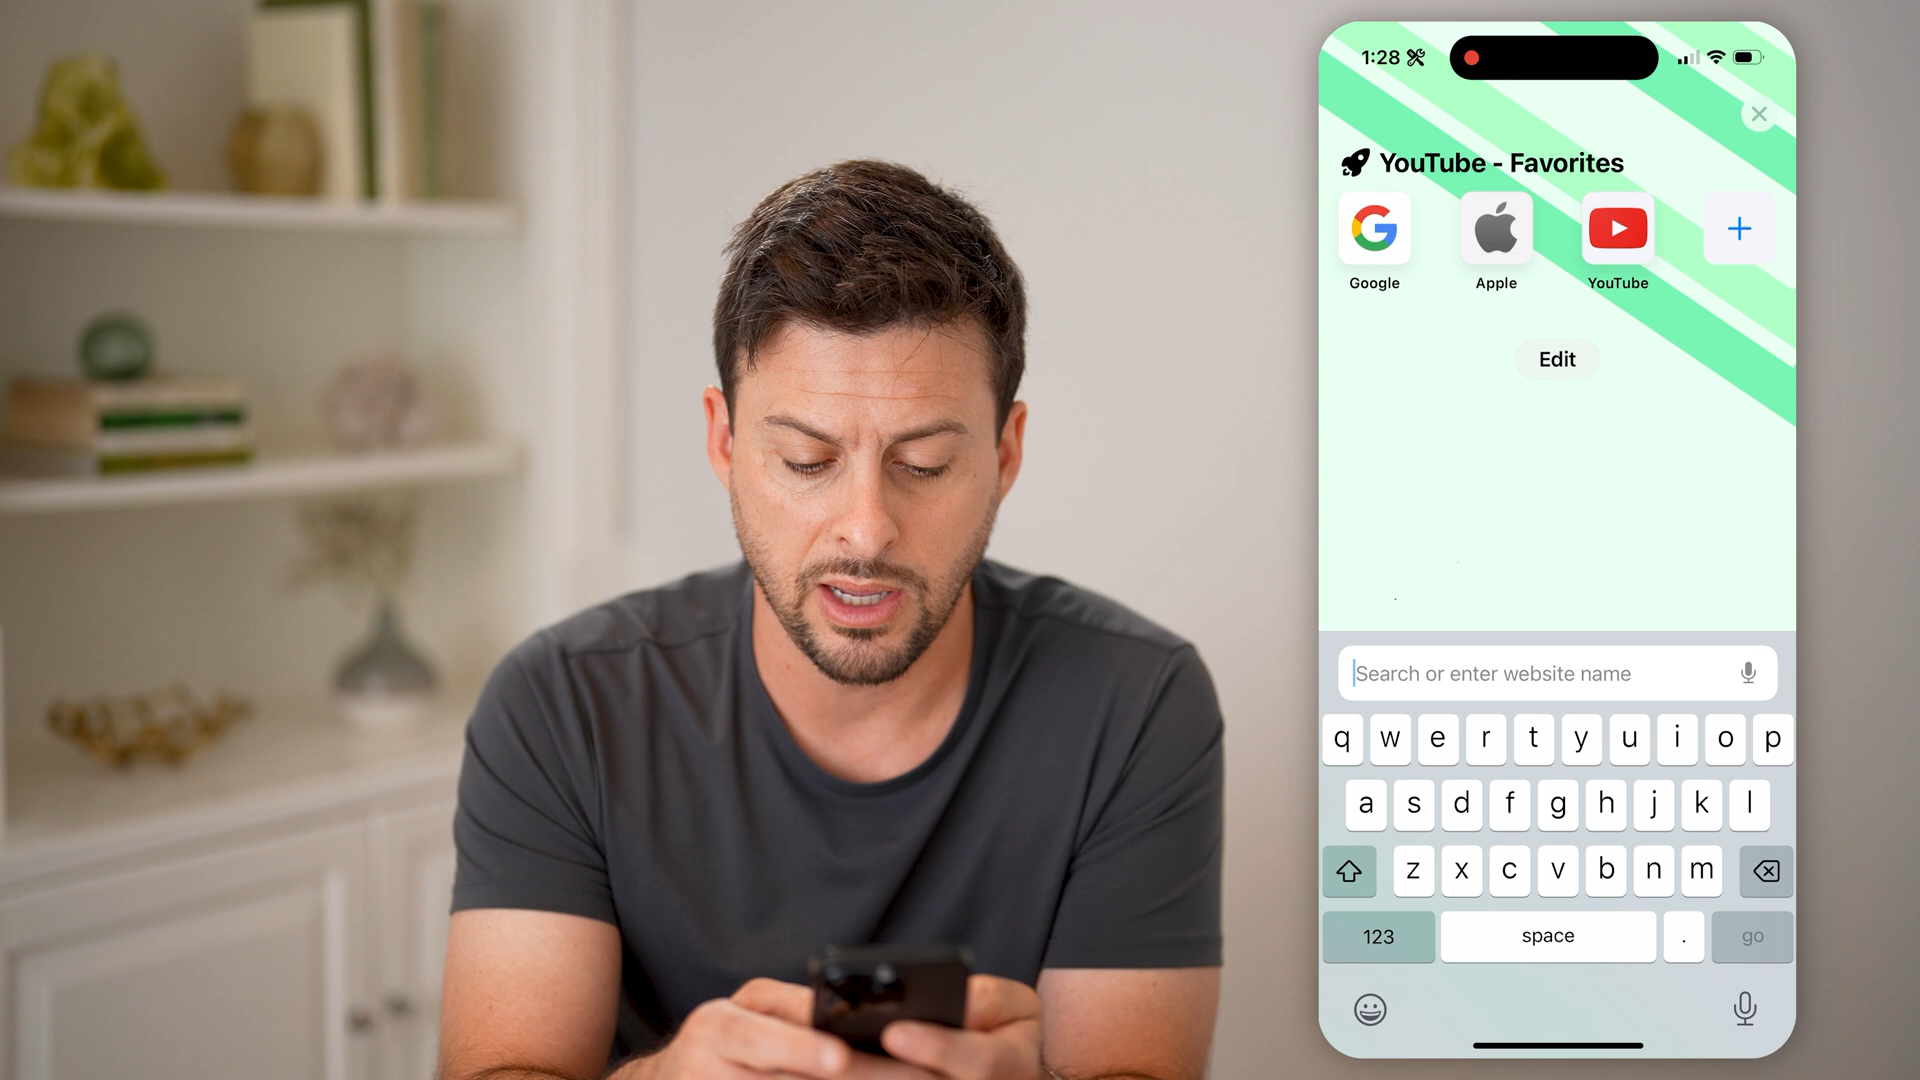 1:28
YouTube - Favorites
Google
Apple
YouTube
Edit
Search or enter website name
q w e r t y u i o p
a s d f g h j k l
z x c v b n m
123 space . go